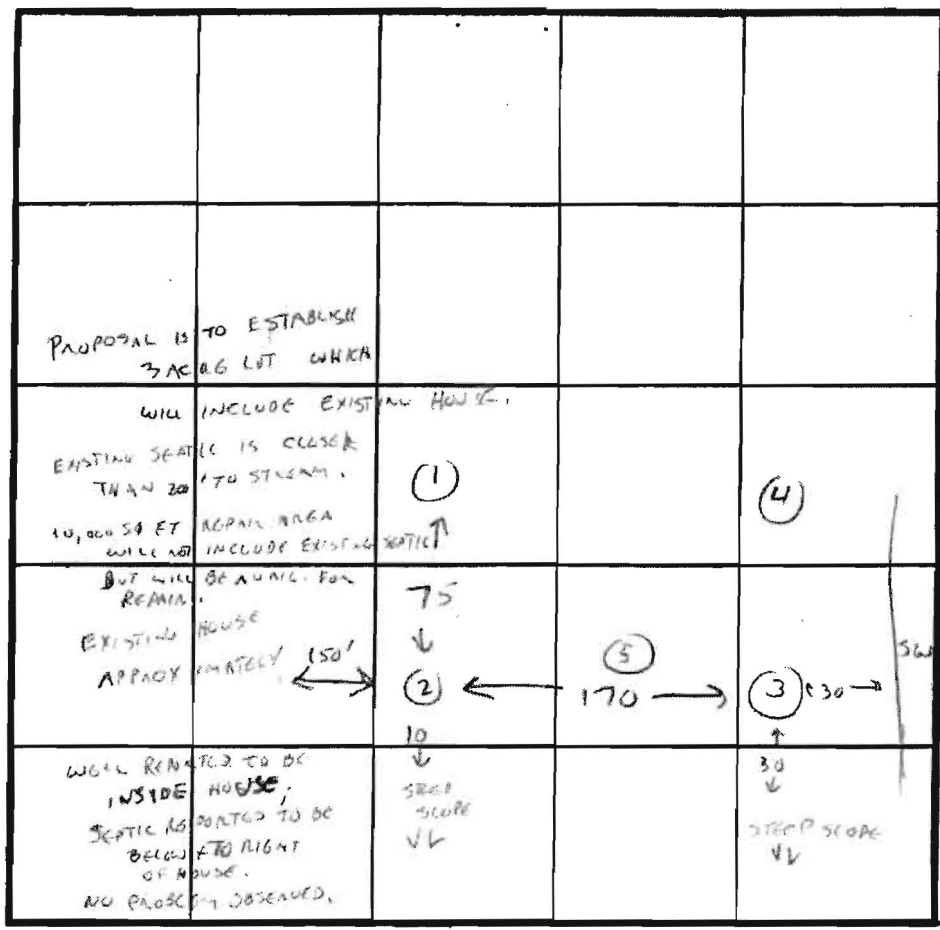 PROPOSAL IS TO ESTABLISH
3 AC LOT WHICH
WILL INCLUDE EXISTING HOUSE.
EXISTING SEPTIC IS CLOSER
THAN TO STREAM.
10,000 SQ FT REPAIR AREA
WILL NOT INCLUDE EXISTING SEPTIC
BUT WILL BE AVAIL. FOR
REPAIR.
EXISTING HOUSE
APPROXIMATELY 150'
1
75
2
10
STEEP
SLOPE
5
170
4
3 30
30
STEEP SLOPE
WELL REPORTED TO BE
INSIDE HOUSE;
SEPTIC REPORTED TO BE
BELOW & TO RIGHT
OF HOUSE.
NO PROBLEM OBSERVED.